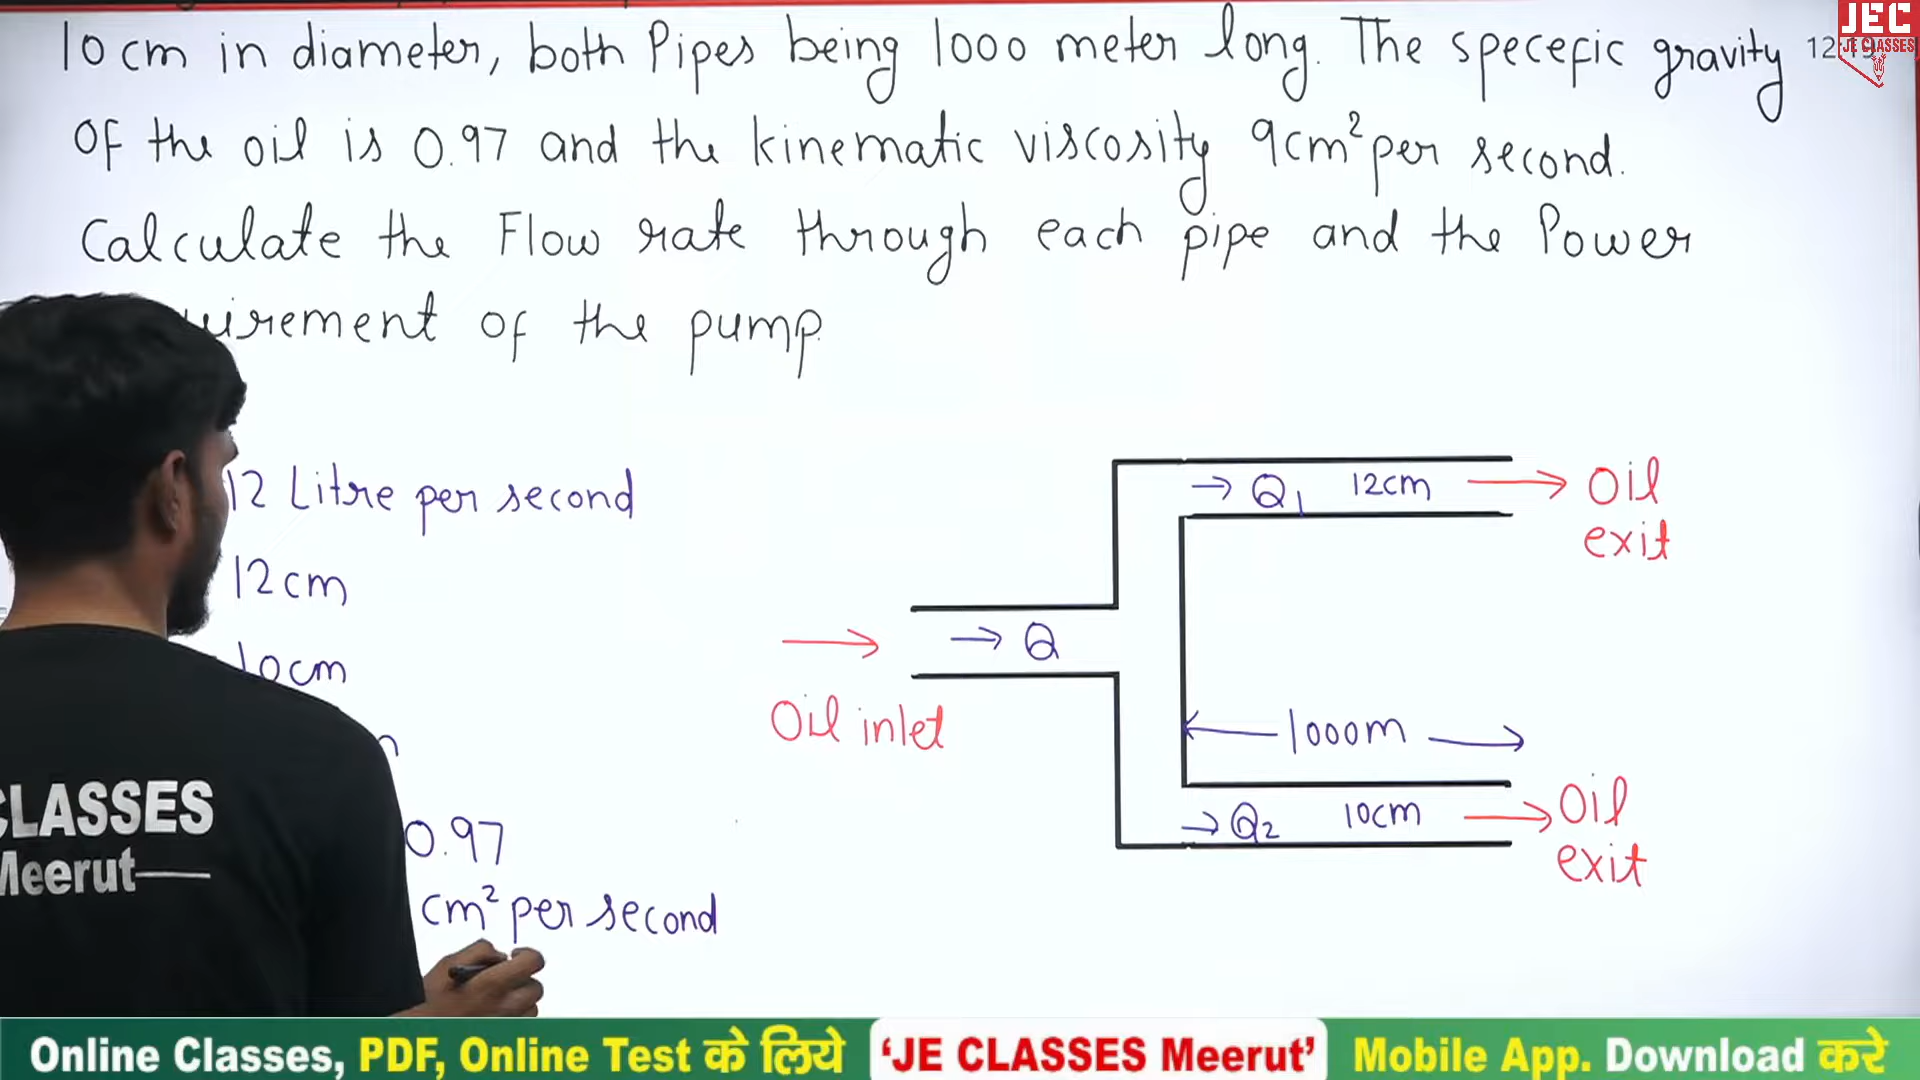 10 cm in diameter, both Pipes being 1000 meter long. The specefic gravity
of the oil is 0.97 and the kinematic viscosity 9cm² per second.
Calculate the Flow rate through each pipe and the Power
uirement of the pump.
JEC
JE CLASSES
12 Litre per second
12cm
10cm
0.97
cm² per second
→ Q₁ 12cm → Oil
exit
→ Q
Oil inlet
1000m
→ Q₂ 10cm → Oil
exit
CLASSES
Meerut
Online Classes, PDF, Online Test के लिये 'JE CLASSES Meerut' Mobile App. Download करे